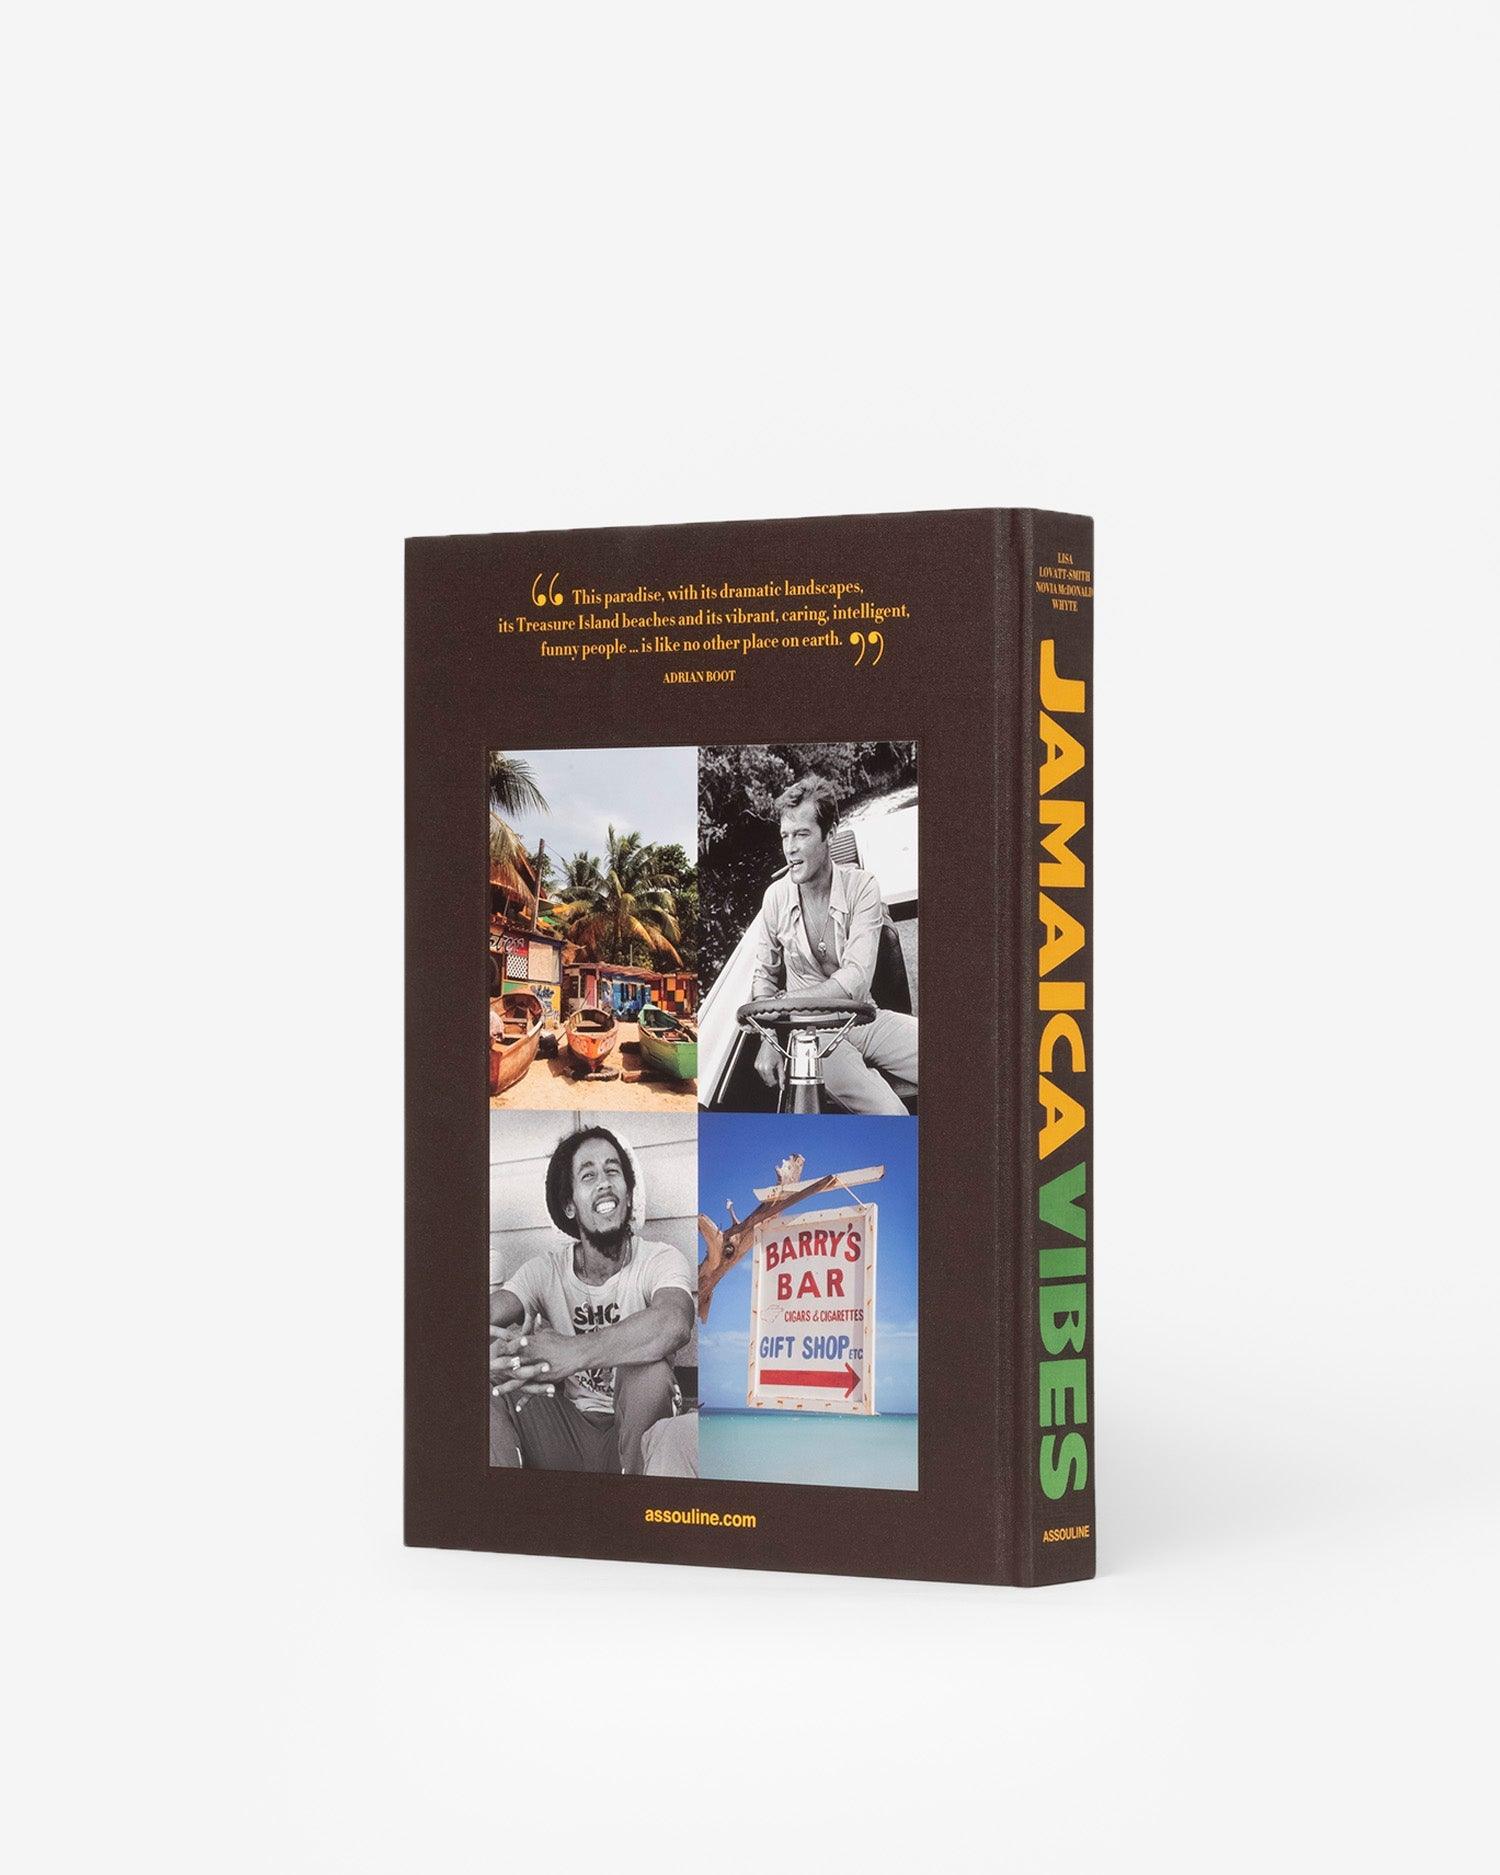 “ This paradise, with its dramatic landscapes,
its Treasure Island beaches and its vibrant, caring, intelligent,
funny people ... is like no other place on earth. ”
ADRIAN BOOT
BARRY'S
BAR
CIGARS & CIGARETTES
GIFT SHOP ETC
SHC
assouline.com
LISA
LOVATT-SMITH
NOVIA McDONALD
WHYTE
JAMAICA VIBES
ASSOULINE